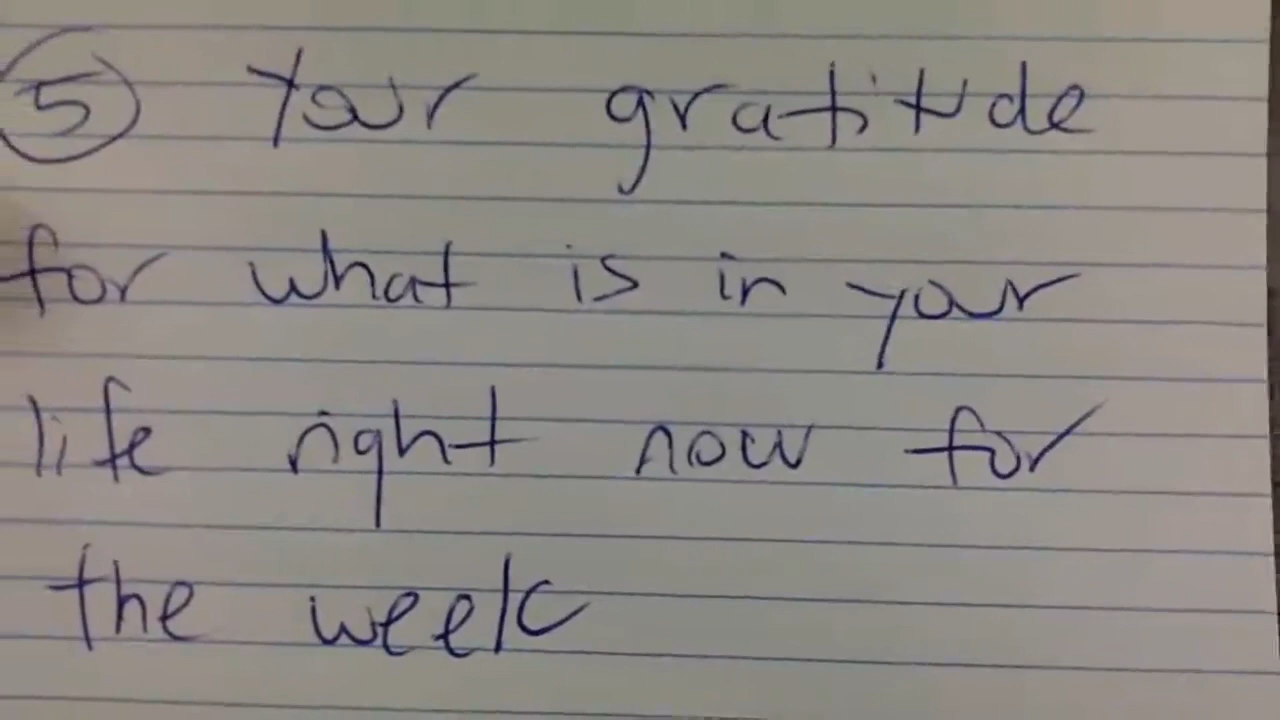 5 Your gratitude
for what is in your
life right now for
the week